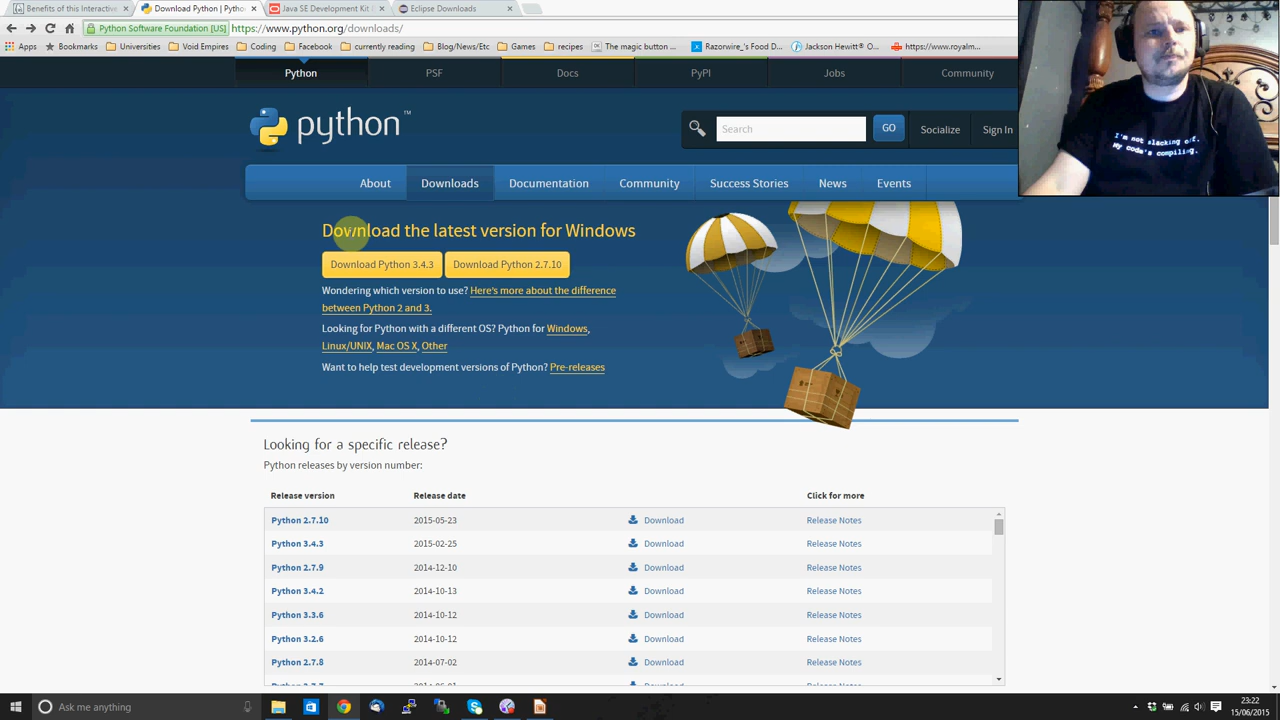 Benefits of this Interactive
Download Python | Pytho
Java SE Development Kit
Eclipse Downloads
Python Software Foundation [US]
https://www.python.org/downloads/
Apps
Bookmarks
Universities
Void Empires
Coding
Facebook
currently reading
Blog/News/Etc
Games
recipes
The magic button ...
Razorwire_'s Food D...
Jackson Hewitt® O...
https://www.royalm...
Python
PSF
Docs
PyPI
Jobs
Community
python™
Search
GO
Socialize
Sign In
I'm not slacking off.
My code's compiling.
About
Downloads
Documentation
Community
Success Stories
News
Events
Download the latest version for Windows
Download Python 3.4.3
Download Python 2.7.10
Wondering which version to use? Here's more about the difference
between Python 2 and 3.
Looking for Python with a different OS? Python for Windows,
Linux/UNIX, Mac OS X, Other
Want to help test development versions of Python? Pre-releases
Looking for a specific release?
Python releases by version number:
Release version Release date Click for more
Python 2.7.10 2015-05-23 Download Release Notes
Python 3.4.3 2015-02-25 Download Release Notes
Python 2.7.9 2014-12-10 Download Release Notes
Python 3.4.2 2014-10-13 Download Release Notes
Python 3.3.6 2014-10-12 Download Release Notes
Python 3.2.6 2014-10-12 Download Release Notes
Python 2.7.8 2014-07-02 Download Release Notes
Ask me anything
23:22
15/06/2015